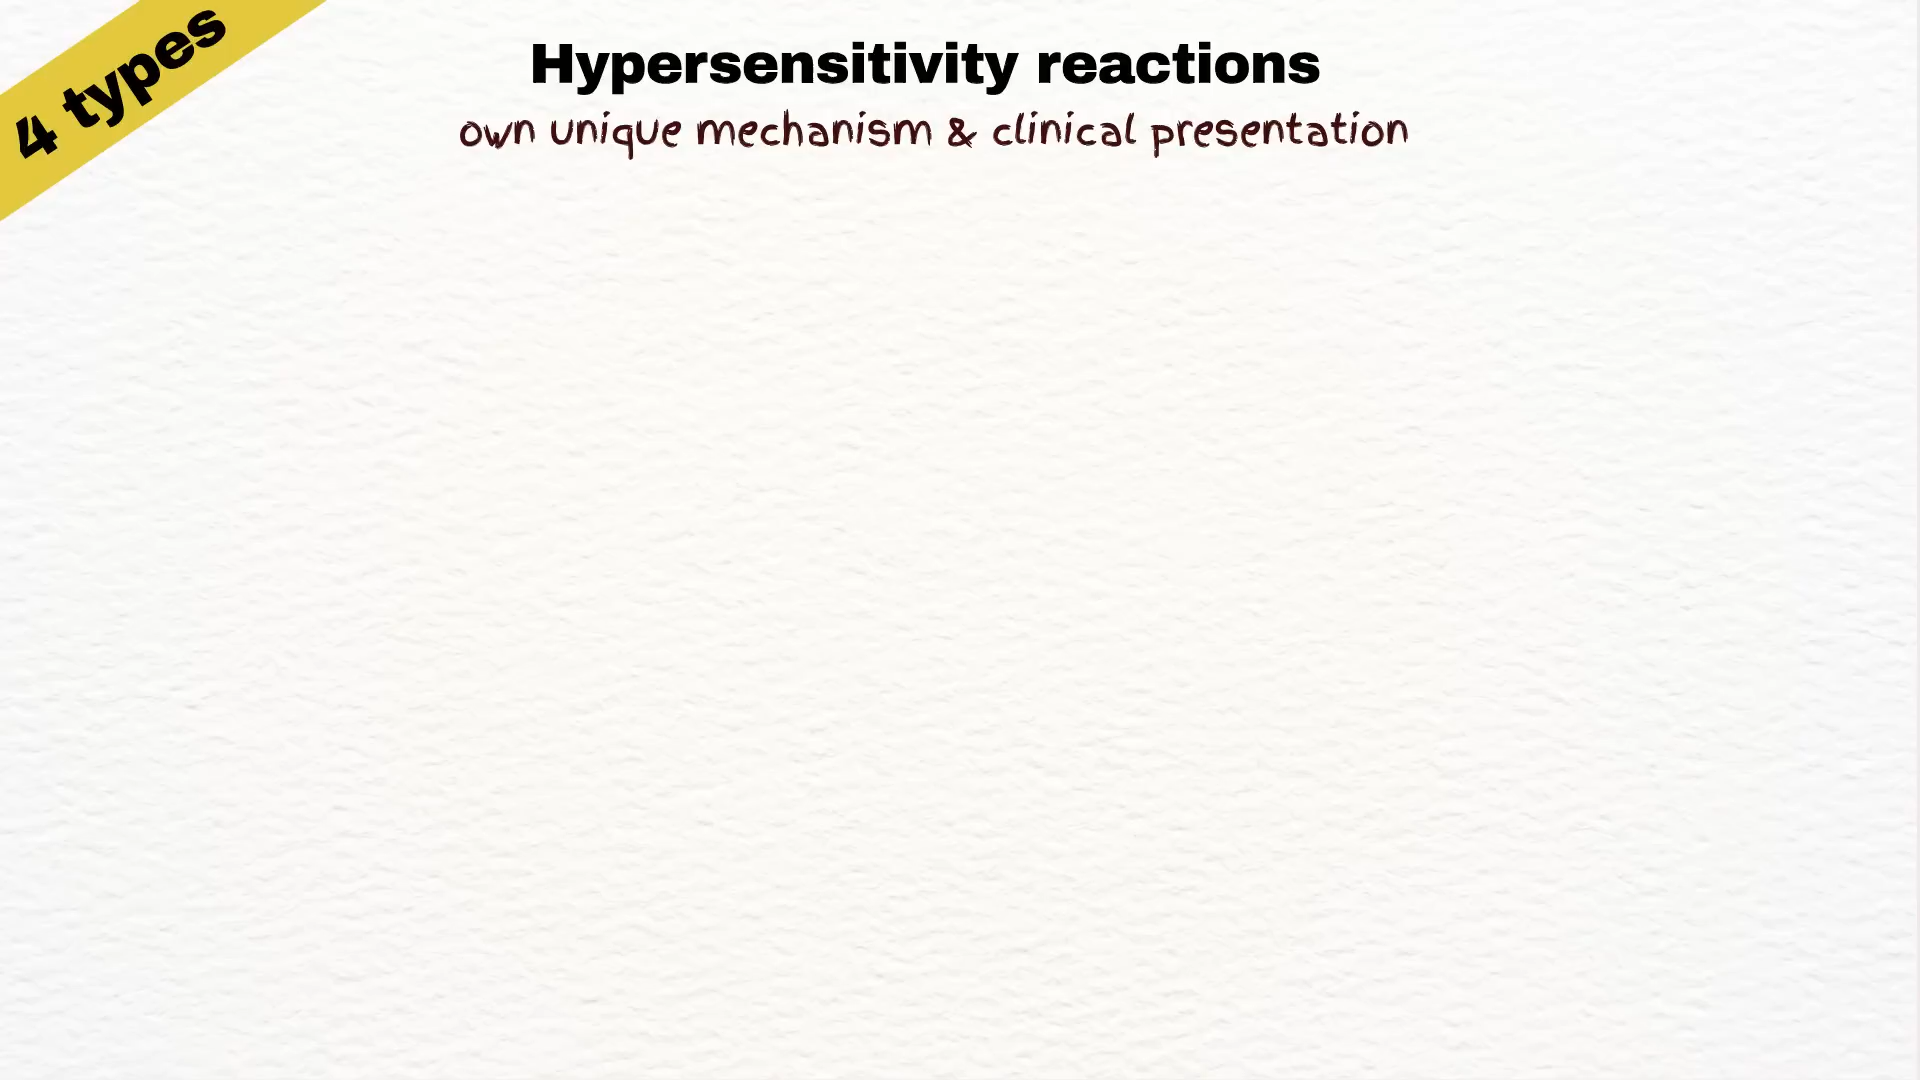 4 types
Hypersensitivity reactions
own unique mechanism & clinical presentation